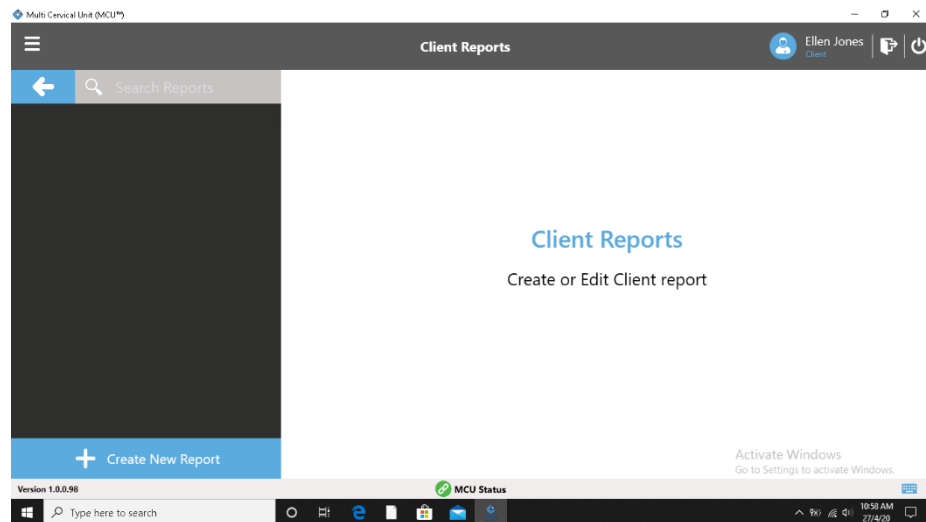 Multi Cervical Unit (MCU™)
Client Reports
Ellen Jones
Client
Search Reports
Client Reports
Create or Edit Client report
Create New Report
Activate Windows
Go to Settings to activate Windows.
Version 1.0.0.98
MCU Status
Type here to search
10:58 AM
27/4/20